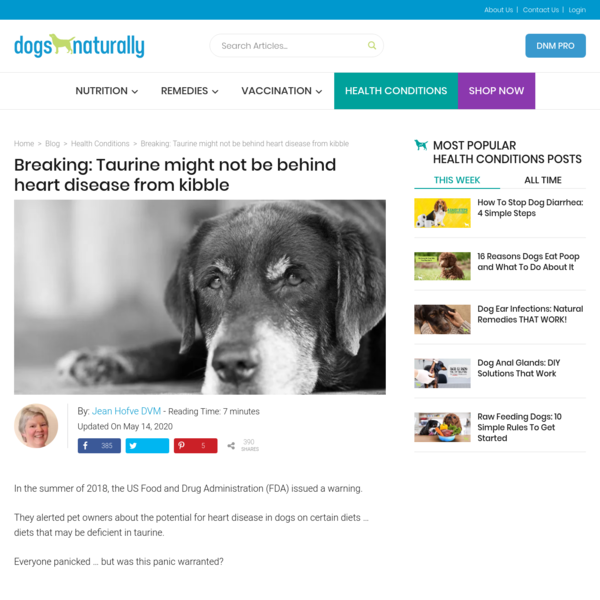 About Us | Contact Us | Login
dogs naturally
Search Articles...
DNM PRO
NUTRITION
REMEDIES
VACCINATION
HEALTH CONDITIONS
SHOP NOW
Home > Blog > Health Conditions > Breaking: Taurine might not be behind heart disease from kibble
Breaking: Taurine might not be behind
heart disease from kibble
By: Jean Hofve DVM - Reading Time: 7 minutes
Updated On May 14, 2020
385
5
390
SHARES
In the summer of 2018, the US Food and Drug Administration (FDA) issued a warning.
They alerted pet owners about the potential for heart disease in dogs on certain diets ...
diets that may be deficient in taurine.
Everyone panicked ... but was this panic warranted?
MOST POPULAR
HEALTH CONDITIONS POSTS
THIS WEEK
ALL TIME
How To Stop Dog Diarrhea:
4 Simple Steps
16 Reasons Dogs Eat Poop
and What To Do About It
Dog Ear Infections: Natural
Remedies THAT WORK!
Dog Anal Glands: DIY
Solutions That Work
Raw Feeding Dogs: 10
Simple Rules To Get
Started